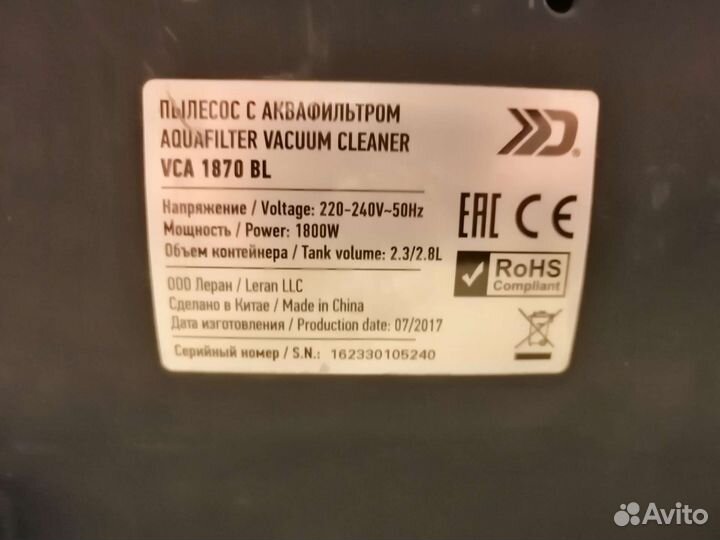 ПЫЛЕСОС С АКВАФИЛЬТРОМ
AQUAFILTER VACUUM CLEANER
VCA 1870 BL
Напряжение / Voltage: 220-240V~50Hz
Мощность / Power: 1800W
Объем контейнера / Tank volume: 2.3/2.8L
ООО Леран / Leran LLC
Сделано в Китае / Made in China
Дата изготовления / Production date: 07/2017
Серийный номер / S.N.: 162330105240
®
EAC CE
RoHS
Compliant
Avito